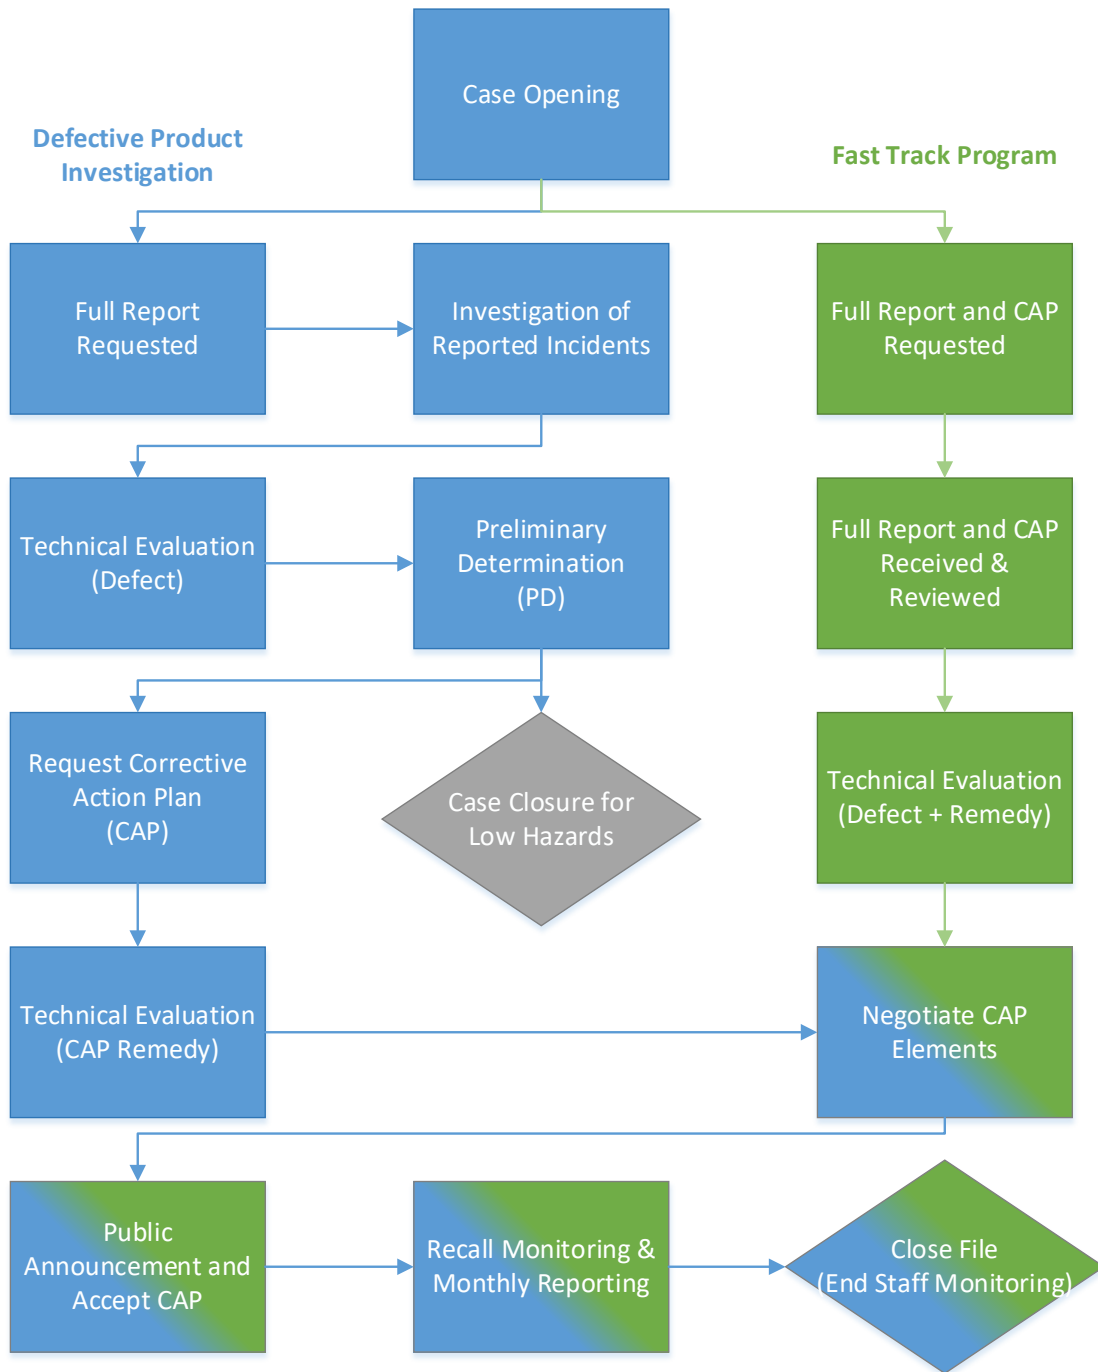 Case Opening
Defective Product
Investigation
Fast Track Program
Full Report
Requested
Investigation of
Reported Incidents
Full Report and CAP
Requested
Technical Evaluation
(Defect)
Preliminary
Determination
(PD)
Full Report and CAP
Received &
Reviewed
Request Corrective
Action Plan
(CAP)
Case Closure for
Low Hazards
Technical Evaluation
(Defect + Remedy)
Technical Evaluation
(CAP Remedy)
Negotiate CAP
Elements
Public
Announcement and
Accept CAP
Recall Monitoring &
Monthly Reporting
Close File
(End Staff Monitoring)